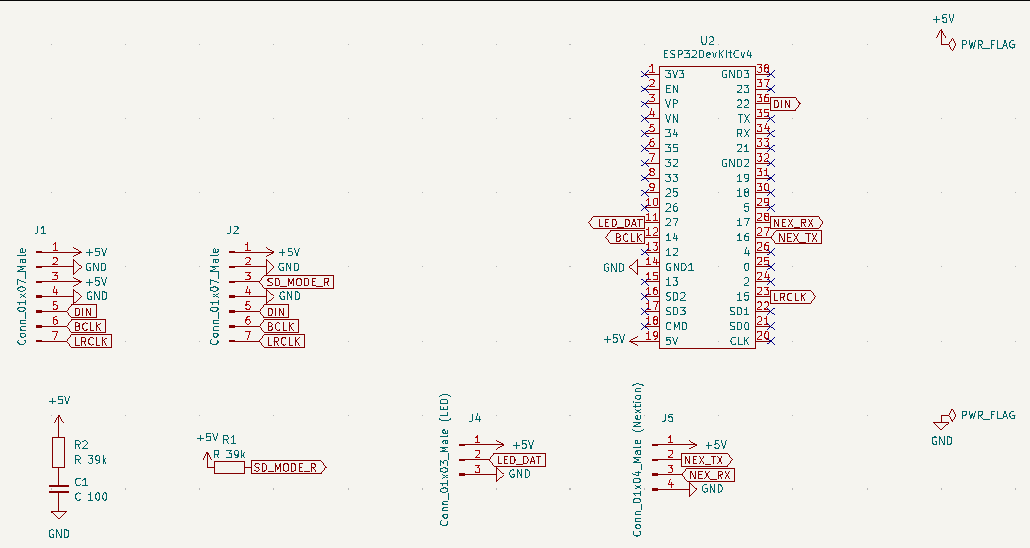 +5V
PWR_FLAG
U2
ESP32DevKitCv4
1 3V3 GND3 38
2 EN 23 37
3 VP 22 36 DIN
4 VN TX 35
5 34 RX 34
6 35 21 33
7 32 GND2 32
8 33 19 31
9 25 18 30
10 26 5 29
LED_DAT 11 27 17 28 NEX_RX
BCLK 12 14 16 27 NEX_TX
13 12 4 26
GND 14 GND1 0 25
15 13 2 24
16 SD2 15 23 LRCLK
17 SD3 SD1 22
18 CMD SD0 21
+5V 19 5V CLK 20
J1
Conn_01x07_Male
1 +5V
2 GND
3 +5V
4 GND
5 DIN
6 BCLK
7 LRCLK
J2
Conn_01x07_Male
1 +5V
2 GND
3 SD_MODE_R
4 GND
5 DIN
6 BCLK
7 LRCLK
+5V
R2
R 39k
C1
C 100
GND
+5V R1
R 39k
SD_MODE_R
J4
Conn_01x03_Male (LED)
1 +5V
2 LED_DAT
3 GND
J5
Conn_01x04_Male (Nextion)
1 +5V
2 NEX_TX
3 NEX_RX
4 GND
PWR_FLAG
GND